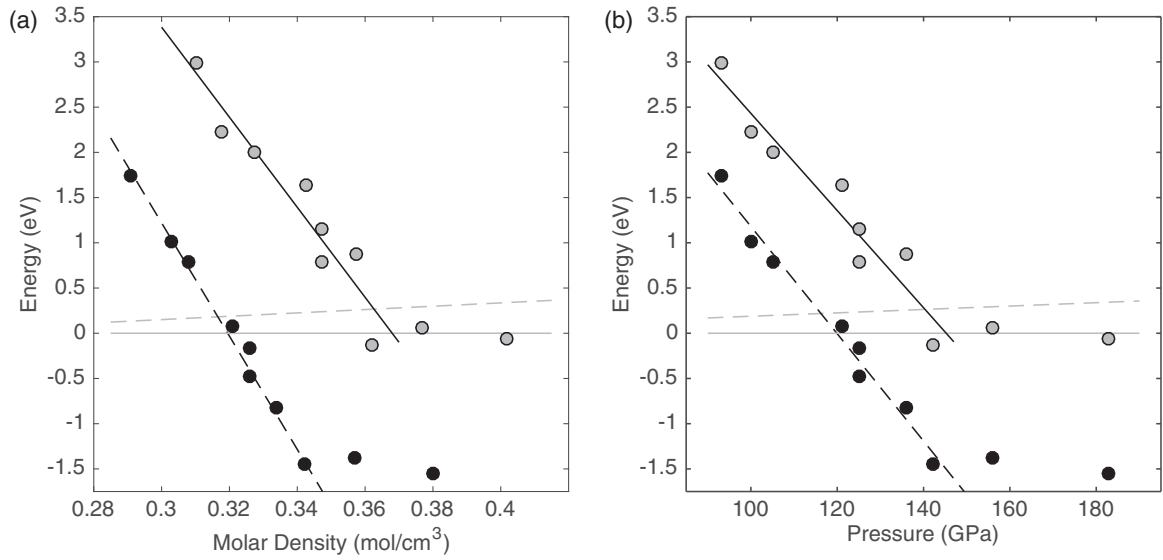 (a)
3.5
3
2.5
2
1.5
1
0.5
0
-0.5
-1
-1.5
Energy (eV)
0.28 0.3 0.32 0.34 0.36 0.38 0.4
Molar Density (mol/cm³)
(b)
3.5
3
2.5
2
1.5
1
0.5
0
-0.5
-1
-1.5
Energy (eV)
100 120 140 160 180
Pressure (GPa)